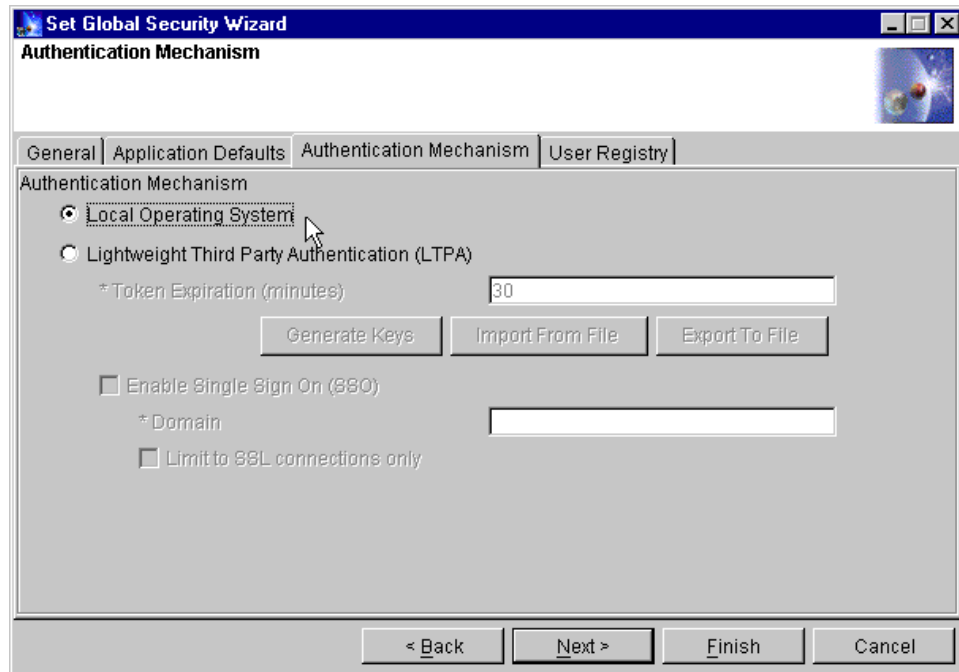 Set Global Security Wizard
Authentication Mechanism
General
Application Defaults
Authentication Mechanism
User Registry
Authentication Mechanism
Local Operating System
Lightweight Third Party Authentication (LTPA)
* Token Expiration (minutes)
30
Generate Keys
Import From File
Export To File
Enable Single Sign On (SSO)
* Domain
Limit to SSL connections only
< Back
Next >
Finish
Cancel